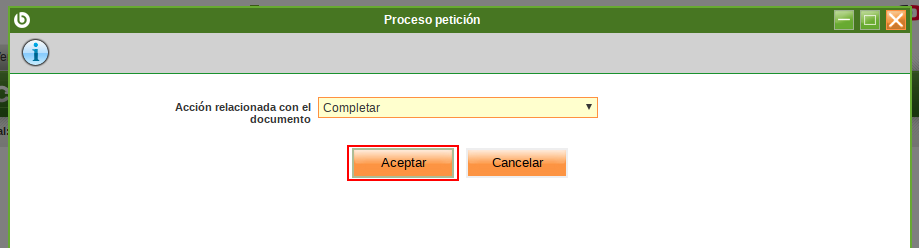 Proceso petición
Acción relacionada con el
documento
Completar
Aceptar
Cancelar